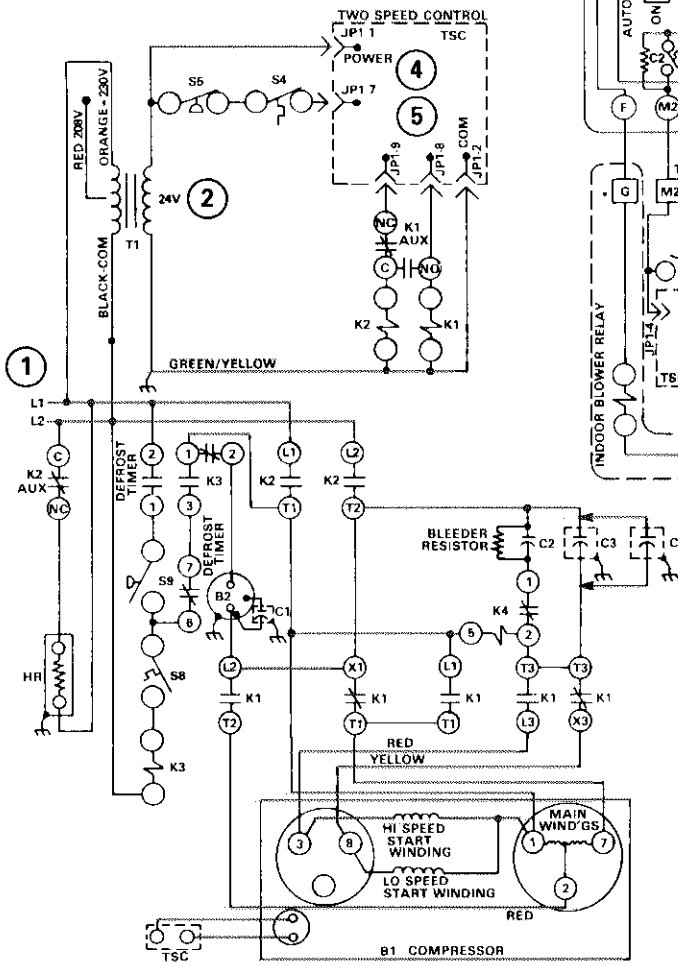 TWO SPEED CONTROL
JP1 1
TSC
POWER
4
S5
S4
JP1 7
5
COM
JP1-9
JP1-8
JP1-2
RED 208V
ORANGE - 230V
24V
2
T1
BLACK-COM
NC
K1
AUX
C
NO
K2
K1
GREEN/YELLOW
1
L1
L2
AUTO
ON
C2
F
M2
G
M2
INDOOR BLOWER RELAY
JP1-4
TS
C
K2
AUX
NC
DEFROST
TIMER
2
1
1
2
K3
3
7
DEFROST
TIMER
6
S9
S8
K3
HR
L1
K2
T1
L2
K2
T2
B2
C1
BLEEDER
RESISTOR
C2
C3
C
1
K4
5
2
L2
K1
T2
X1
K1
T1
L1
K1
T1
T3
K1
L3
T3
K1
X3
RED
YELLOW
3
8
HI SPEED
START
WINDING
LO SPEED
START WINDING
MAIN
WIND'GS
1
7
2
RED
TSC
B1 COMPRESSOR